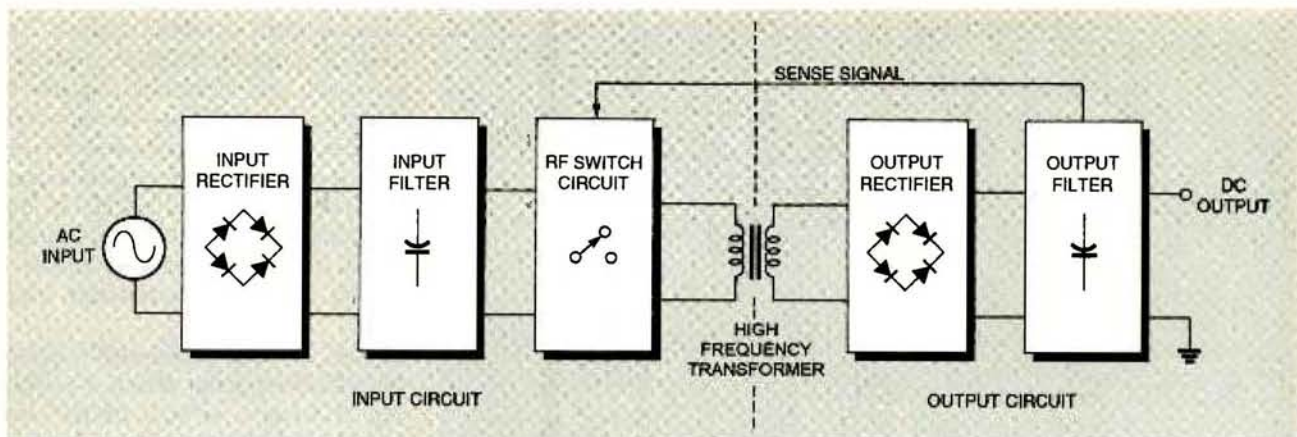 SENSE SIGNAL
AC
INPUT
INPUT
RECTIFIER
INPUT
FILTER
RF SWITCH
CIRCUIT
HIGH
FREQUENCY
TRANSFORMER
OUTPUT
RECTIFIER
OUTPUT
FILTER
DC
OUTPUT
INPUT CIRCUIT
OUTPUT CIRCUIT